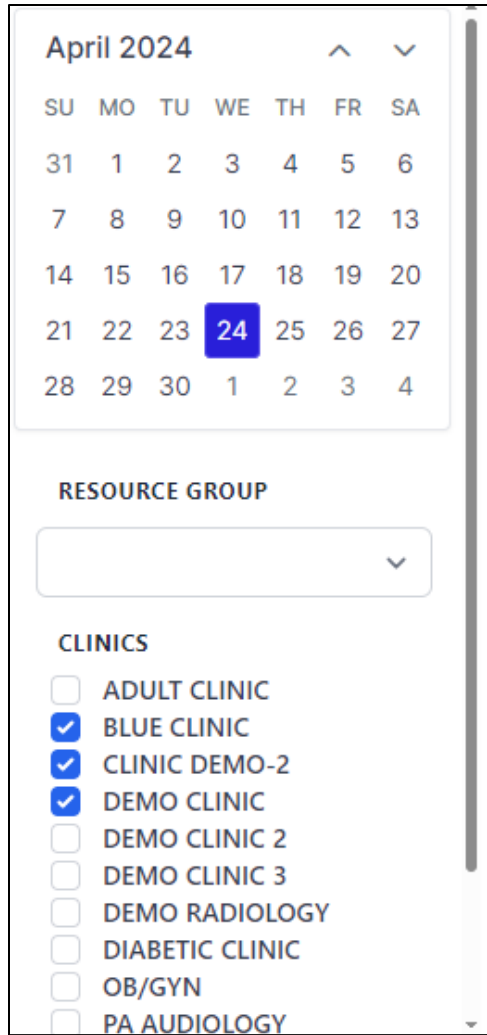 April 2024
SU MO TU WE TH FR SA
31 1 2 3 4 5 6
7 8 9 10 11 12 13
14 15 16 17 18 19 20
21 22 23 24 25 26 27
28 29 30 1 2 3 4
RESOURCE GROUP
CLINICS
ADULT CLINIC
BLUE CLINIC
CLINIC DEMO-2
DEMO CLINIC
DEMO CLINIC 2
DEMO CLINIC 3
DEMO RADIOLOGY
DIABETIC CLINIC
OB/GYN
PA AUDIOLOGY